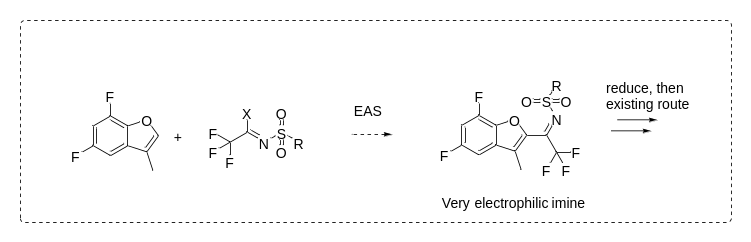 F
F
O
+
X
F
F
F
N
O
S
O
R
EAS
F
F
O
R
O=S=O
N
F
F F
Very electrophilic imine
reduce, then
existing route